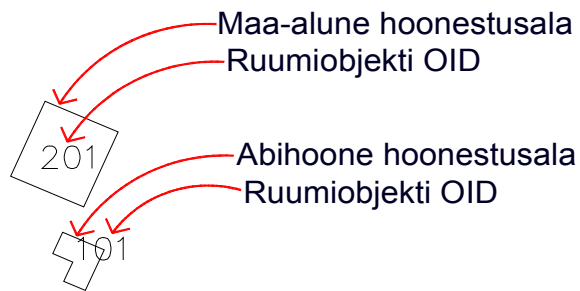 Maa-alune hoonestusala
Ruumiobjekti OID
201
Abihoone hoonestusala
Ruumiobjekti OID
101